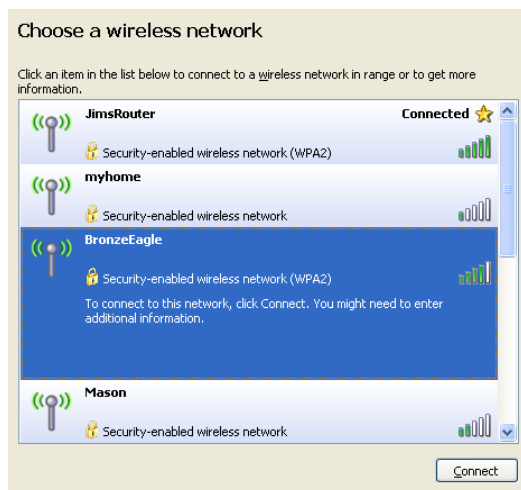 Choose a wireless network
Click an item in the list below to connect to a wireless network in range or to get more
information.
JimsRouter Connected
Security-enabled wireless network (WPA2)
myhome
Security-enabled wireless network
BronzeEagle
Security-enabled wireless network (WPA2)
To connect to this network, click Connect. You might need to enter
additional information.
Mason
Security-enabled wireless network
Connect